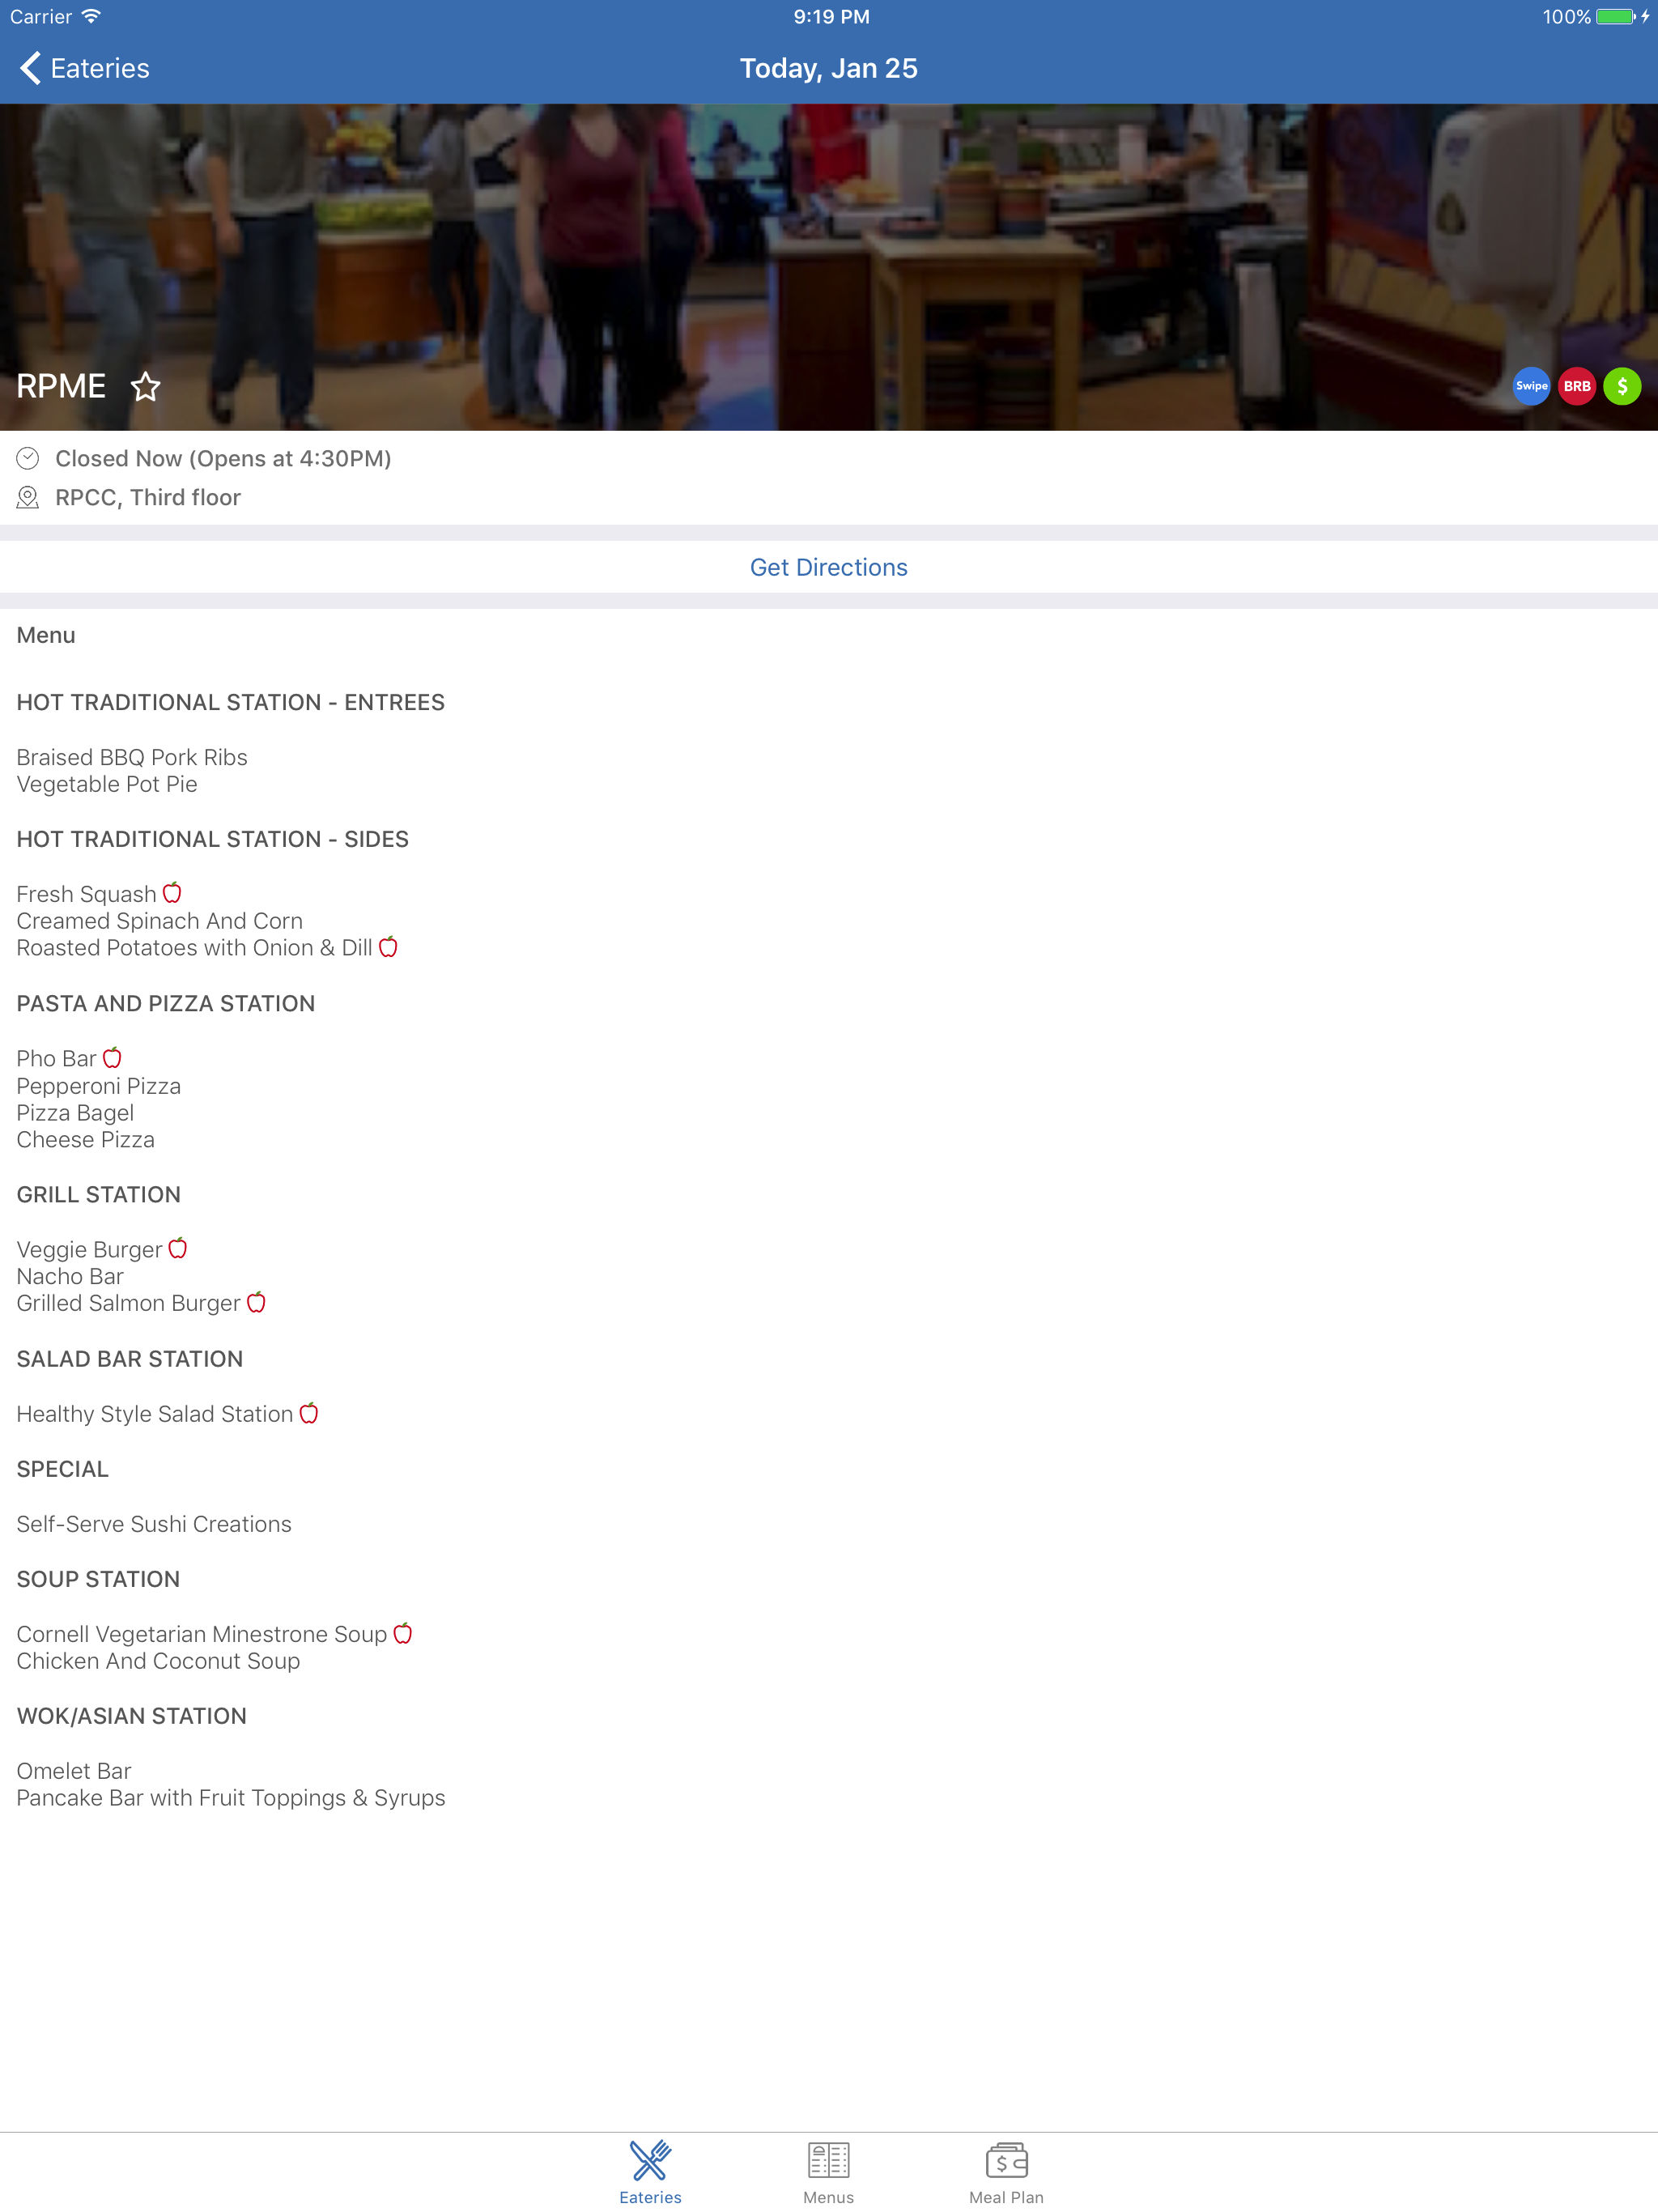 Carrier 9:19 PM 100%
Eateries Today, Jan 25
RPME Swipe BRB $
Closed Now (Opens at 4:30PM)
RPCC, Third floor
Get Directions
Menu
HOT TRADITIONAL STATION - ENTREES
Braised BBQ Pork Ribs
Vegetable Pot Pie
HOT TRADITIONAL STATION - SIDES
Fresh Squash
Creamed Spinach And Corn
Roasted Potatoes with Onion & Dill
PASTA AND PIZZA STATION
Pho Bar
Pepperoni Pizza
Pizza Bagel
Cheese Pizza
GRILL STATION
Veggie Burger
Nacho Bar
Grilled Salmon Burger
SALAD BAR STATION
Healthy Style Salad Station
SPECIAL
Self-Serve Sushi Creations
SOUP STATION
Cornell Vegetarian Minestrone Soup
Chicken And Coconut Soup
WOK/ASIAN STATION
Omelet Bar
Pancake Bar with Fruit Toppings & Syrups
Eateries Menus Meal Plan